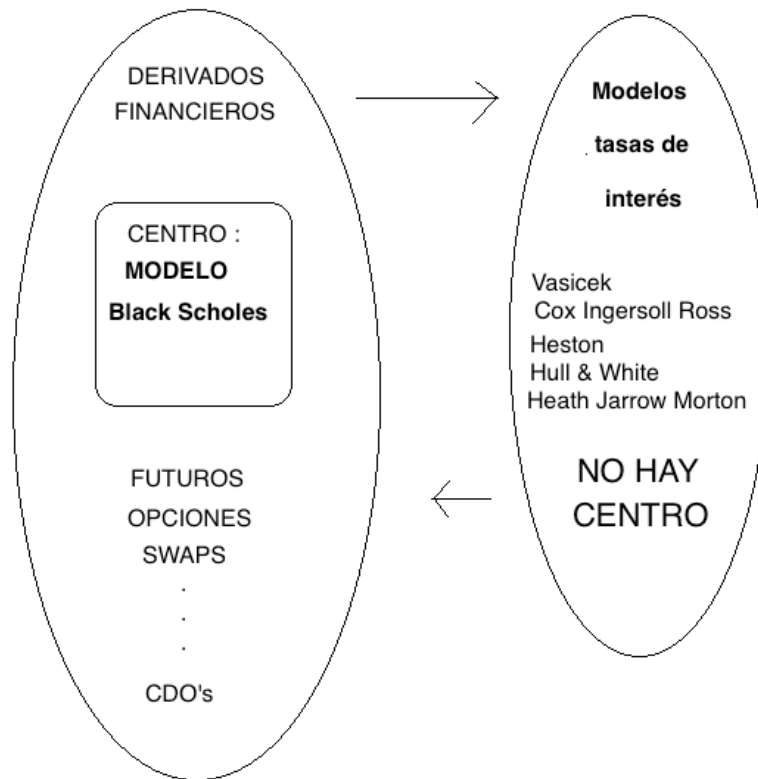 DERIVADOS
FINANCIEROS
CENTRO :
MODELO
Black Scholes
FUTUROS
OPCIONES
SWAPS
.
.
.
CDO's
Modelos
tasas de
interés
Vasicek
Cox Ingersoll Ross
Heston
Hull & White
Heath Jarrow Morton
NO HAY
CENTRO